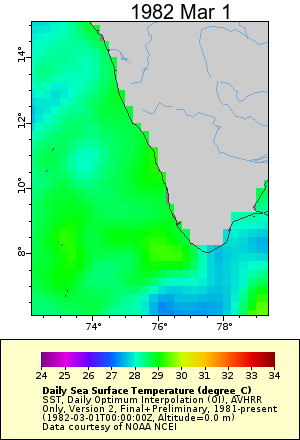 1982 Mar 1
14°
12°
10°
8°
74°
76°
78°
24 25 26 27 28 29 30 31 32 33 34
Daily Sea Surface Temperature (degree_C)
SST, Daily Optimum Interpolation (OI), AVHRR
Only, Version 2, Final+Preliminary, 1981-present
(1982-03-01T00:00:00Z, Altitude=0.0 m)
Data courtesy of NOAA NCEI